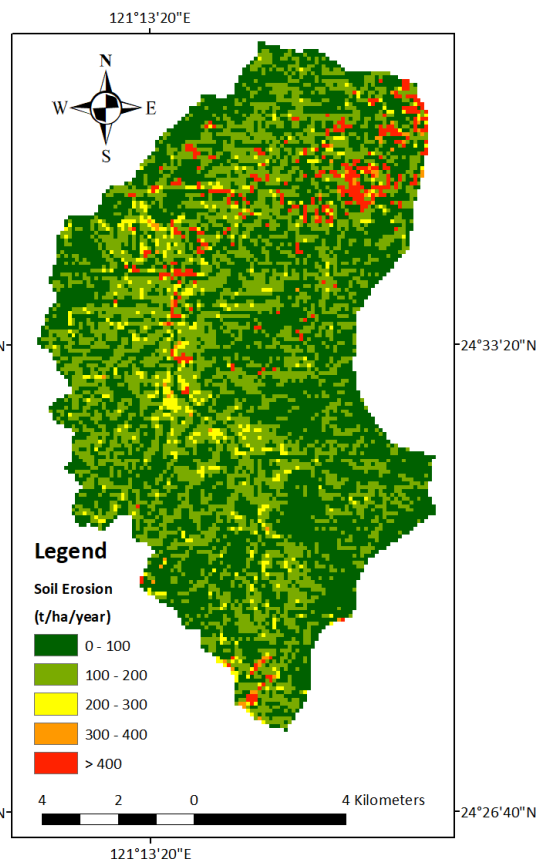 121°13'20"E
N
W
E
S
N
24°33'20"N
Legend
Soil Erosion
(t/ha/year)
0 - 100
100 - 200
200 - 300
300 - 400
> 400
4 2 0 4 Kilometers
N
24°26'40"N
121°13'20"E